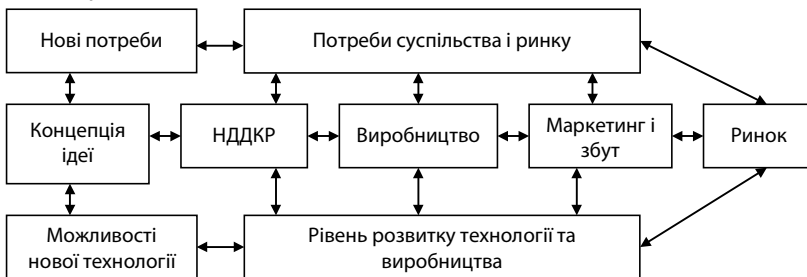 Нові потреби
Потреби суспільства і ринку
Концепція
ідеї
НДДКР
Виробництво
Маркетинг і
збут
Ринок
Можливості
нової технології
Рівень розвитку технології та
виробництва